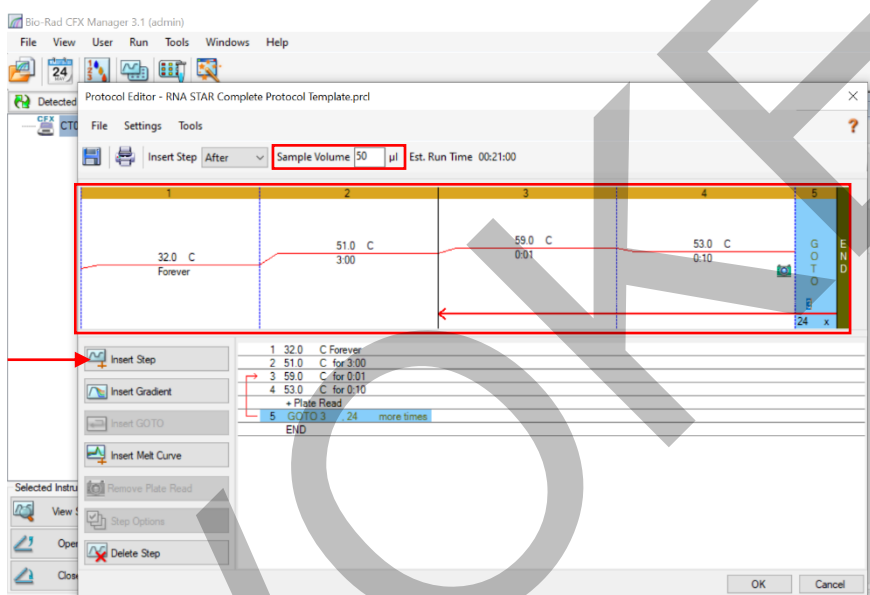 Bio-Rad CFX Manager 3.1 (admin)
File View User Run Tools Windows Help
24
Detected
Protocol Editor - RNA STAR Complete Protocol Template.prcl
CFX
File Settings Tools
?
Insert Step After Sample Volume 50 µl Est. Run Time 00:21:00
1 2 3 4 5
32.0 C
Forever
51.0 C
3:00
59.0 C
0:01
53.0 C
0:10
GOTO
3
24 x
END
Insert Step
Insert Gradient
Insert GOTO
Insert Melt Curve
Remove Plate Read
Step Options
Delete Step
1 32.0 C Forever
2 51.0 C for 3:00
3 59.0 C for 0:01
4 53.0 C for 0:10
+ Plate Read
5 GOTO 3 , 24 more times
END
Selected Instru
View S
Oper
Close
OK Cancel